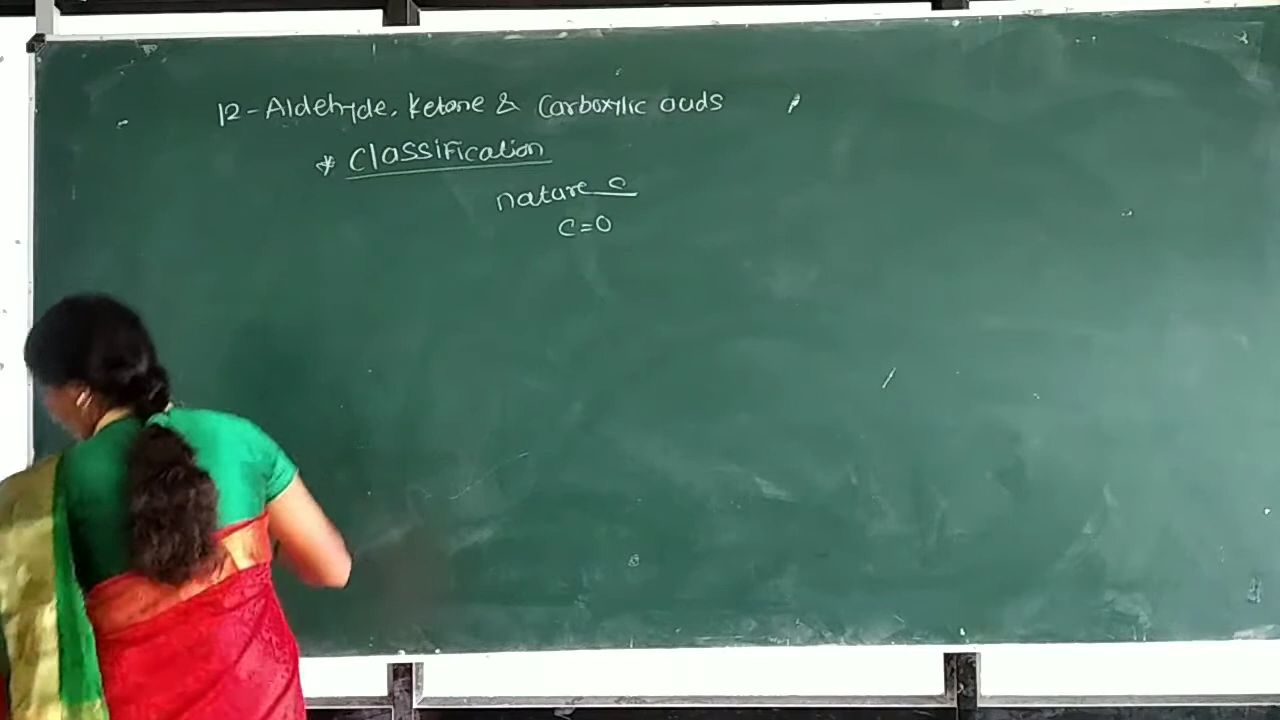 12-Aldehyde, Ketone & Carboxylic acids
* Classification
nature C
C=O